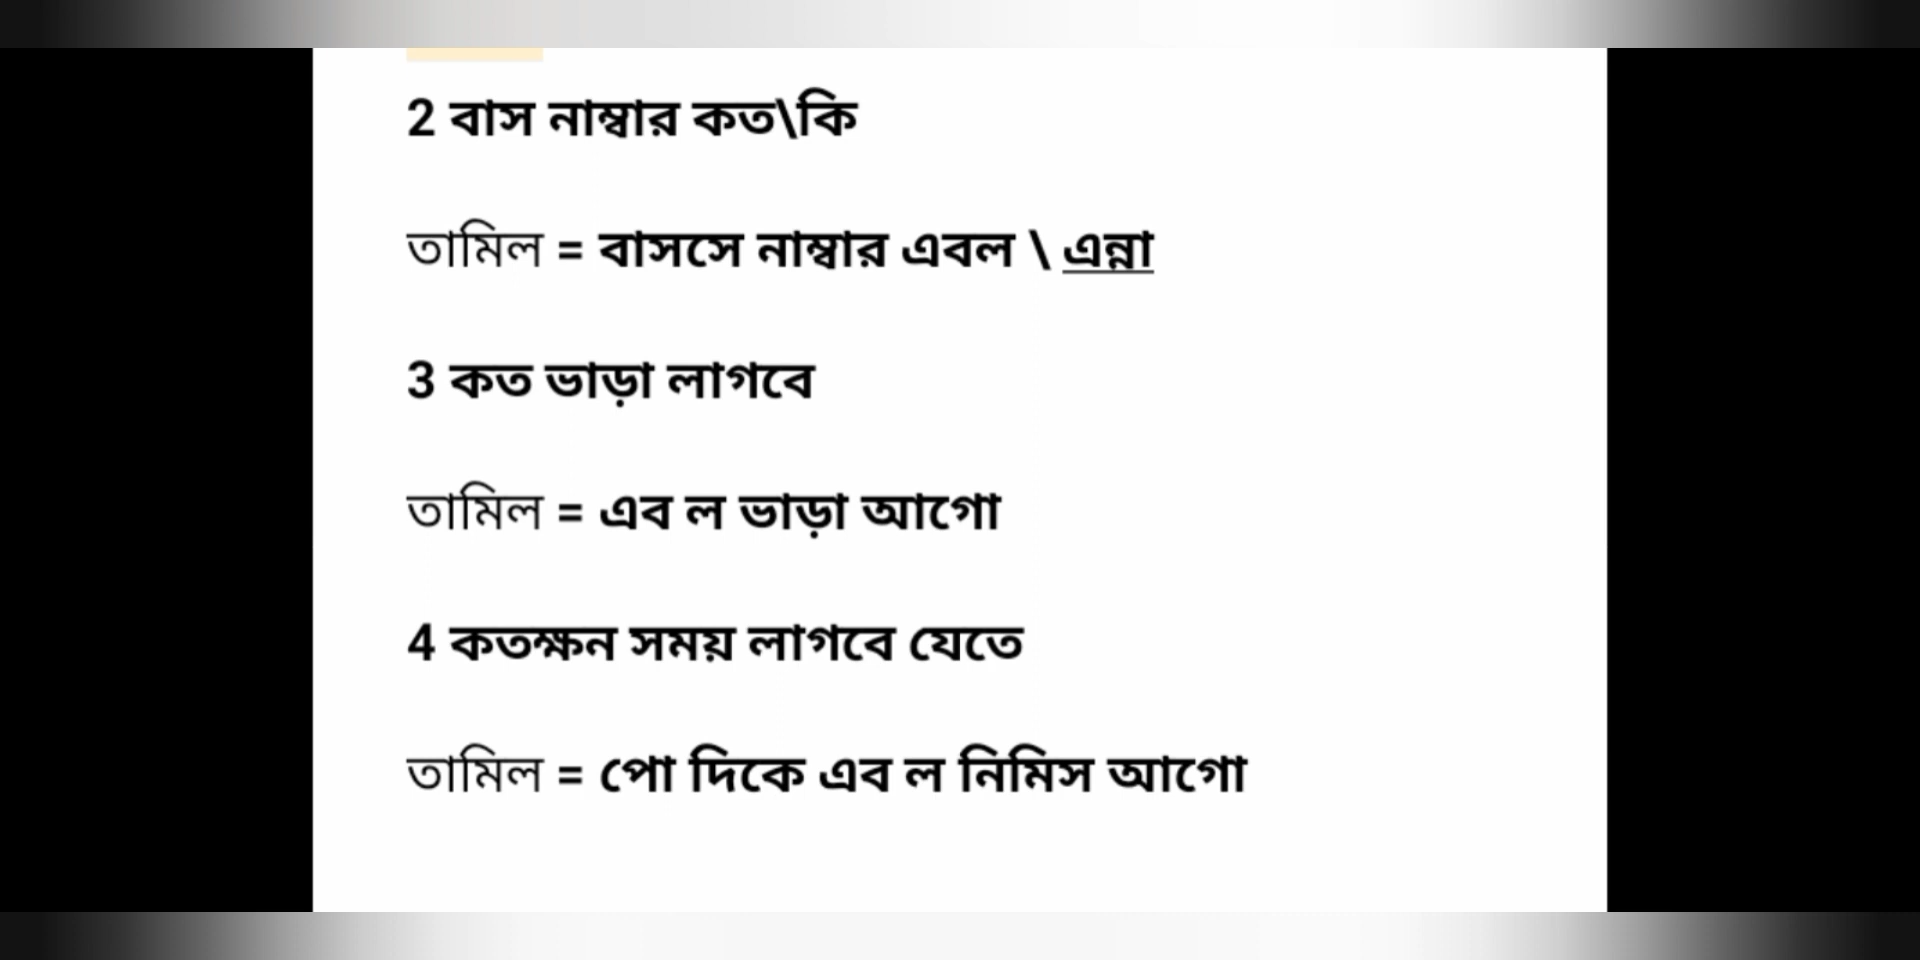 2 বাস নাম্বার কত\কি
তামিল = বাসসে নাম্বার এবল \ এন্না
3 কত ভাড়া লাগবে
তামিল = এব ল ভাড়া আগো
4 কতক্ষন সময় লাগবে যেতে
তামিল = পো দিকে এব ল নিমিস আগো